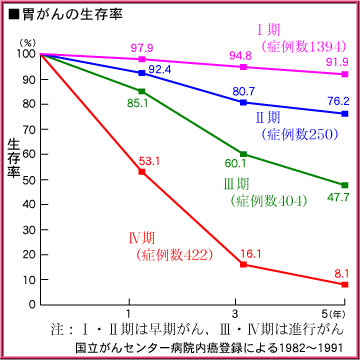 ■胃がんの生存率
(%)
100
90
80
70
60
50
40
30
20
10
0
生存率
97.9
94.8
91.9
Ⅰ期
(症例数1394)
92.4
80.7
76.2
Ⅱ期
(症例数250)
85.1
60.1
47.7
Ⅲ期
(症例数404)
53.1
16.1
8.1
Ⅳ期
(症例数422)
1
3
5(年)
注：Ⅰ・Ⅱ期は早期がん、Ⅲ・Ⅳ期は進行がん
国立がんセンター病院内癌登録による1982〜1991